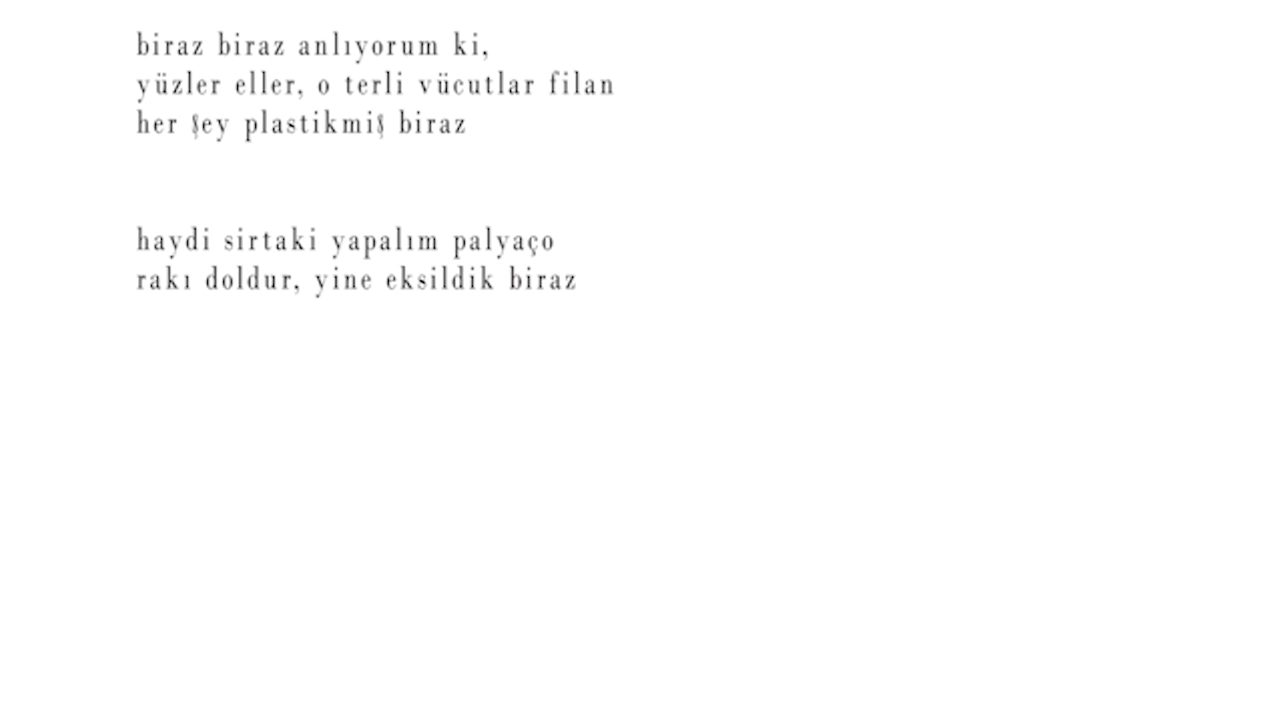 biraz biraz anlıyorum ki,
yüzler eller, o terli vücutlar filan
her şey plastikmiş biraz
haydi sirtaki yapalım palyaço
rakı doldur, yine eksildik biraz